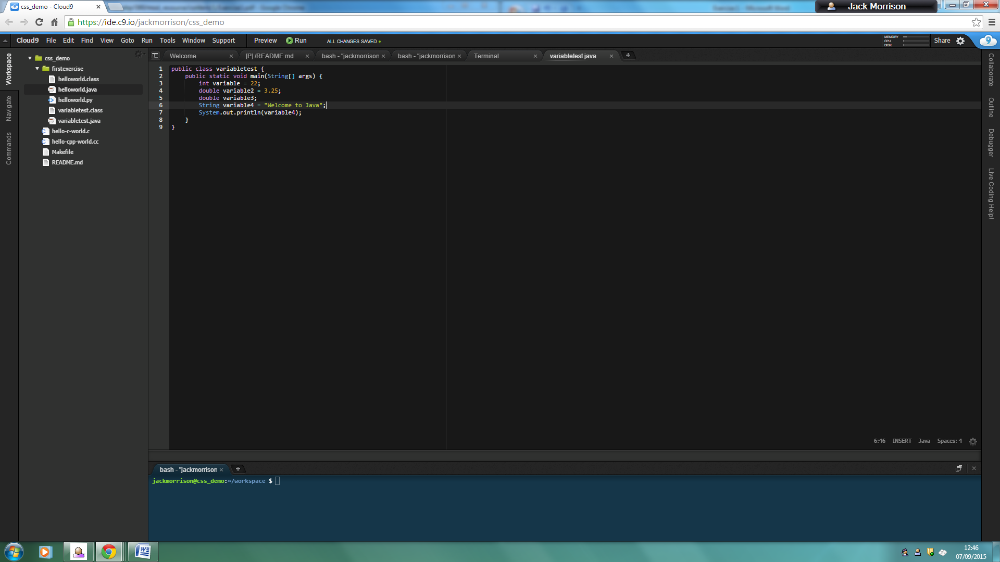 css_demo - Cloud9
Jack Morrison
https://ide.c9.io/jackmorrison/css_demo
Cloud9 File Edit Find View Goto Run Tools Window Support Preview Run ALL CHANGES SAVED
MEMORY
CPU
DISK
Share
9
Workspace
Navigate
Commands
css_demo
firstexercise
helloworld.class
helloworld.java
helloworld.py
variabletest.class
variabletest.java
hello-c-world.c
hello-cpp-world.cc
Makefile
README.md
Welcome [P] /README.md bash - "jackmorrison bash - "jackmorrison Terminal variabletest.java
1 public class variabletest {
2 public static void main(String[] args) {
3 int variable = 22;
4 double variable2 = 3.25;
5 double variable3;
6 String variable4 = "Welcome to Java";
7 System.out.println(variable4);
8 }
9 }
6:46 INSERT Java Spaces: 4
Collaborate
Outline
Debugger
Live Coding Help!
bash - "jackmorrison
jackmorrison@css_demo:~/workspace $
12:46
07/09/2015